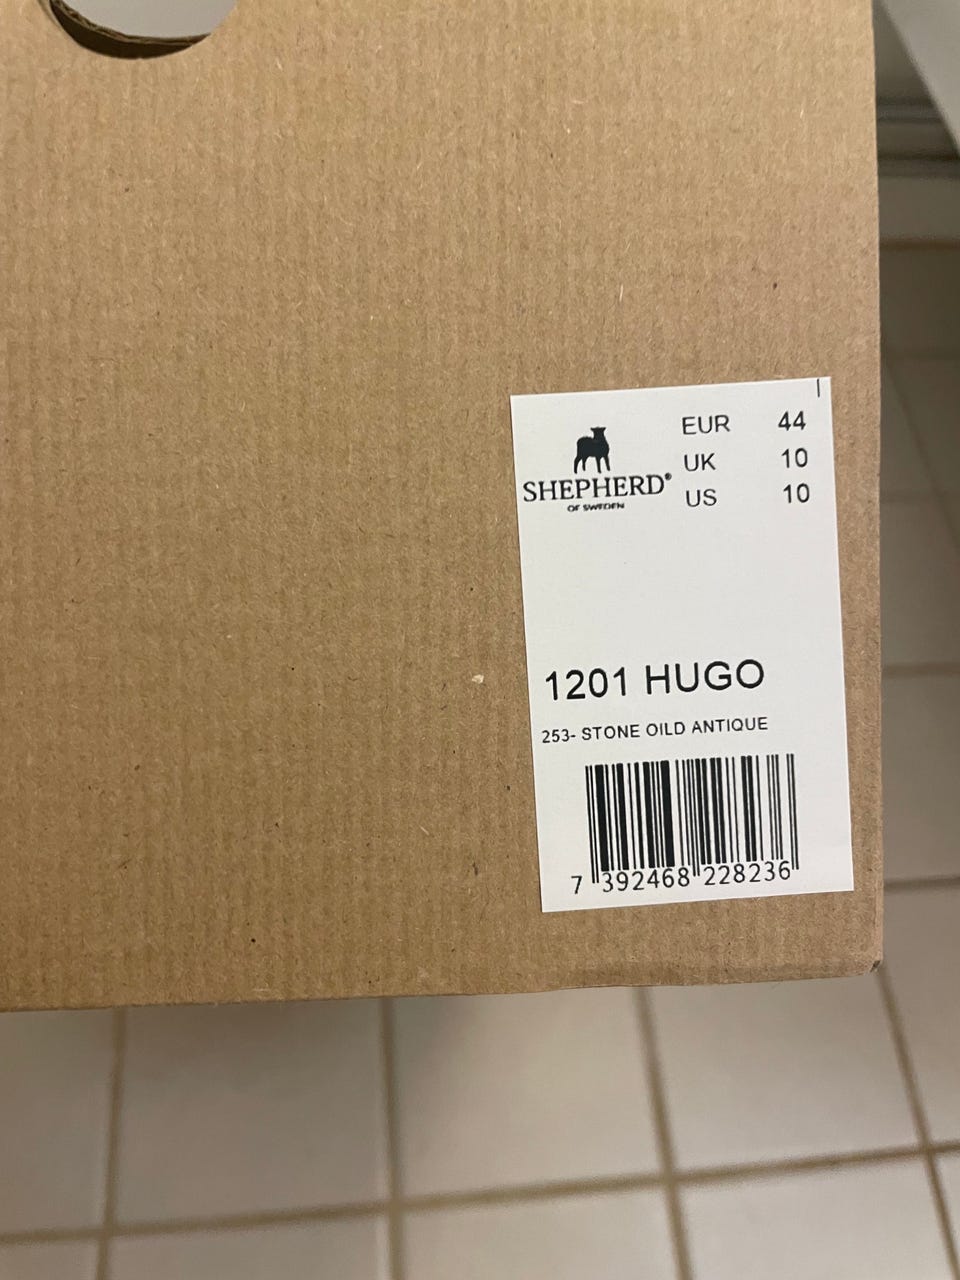 SHEPHERD®
OF SWEDEN
EUR 44
UK 10
US 10
1201 HUGO
253- STONE OILD ANTIQUE
7 392468 228236